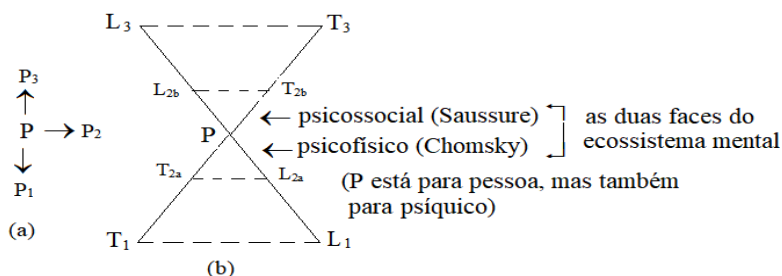 L3 T3
P3
L2b T2b
← psicossocial (Saussure) as duas faces do
P → P2 P ← psicofísico (Chomsky) ecossistema mental
T2a L2a (P está para pessoa, mas também
P1 para psíquico)
(a) T1 L1
(b)